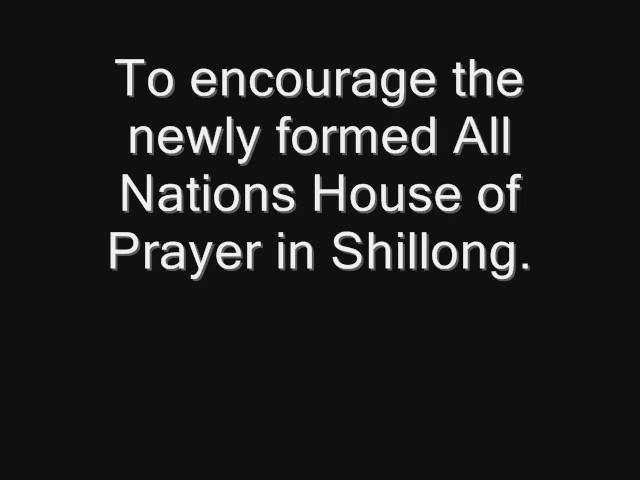 To encourage the
newly formed All
Nations House of
Prayer in Shillong.